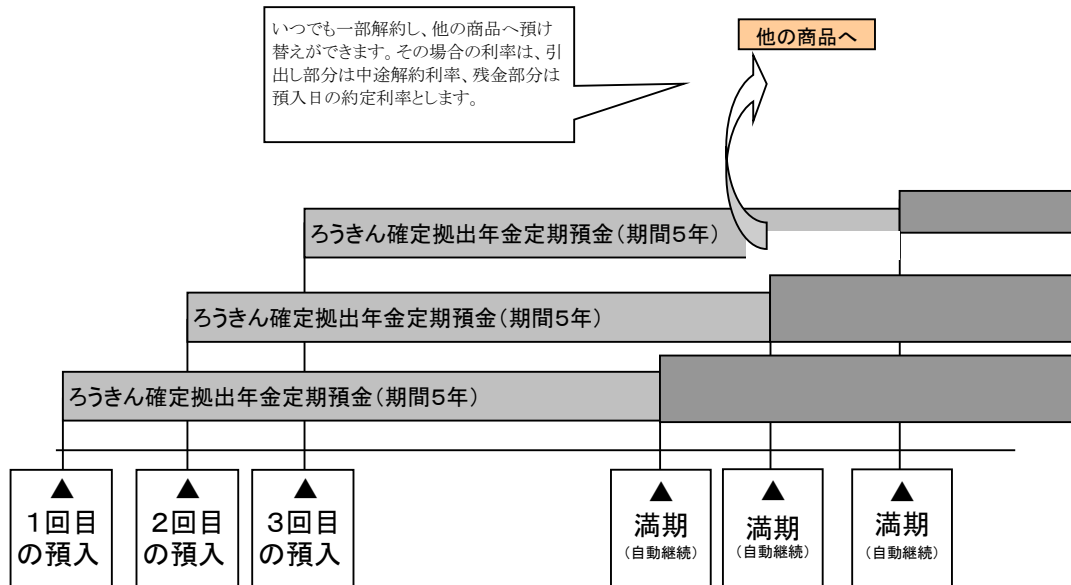 いつでも一部解約し、他の商品へ預け
替えができます。その場合の利率は、引
出し部分は中途解約利率、残金部分は
預入日の約定利率とします。
他の商品へ
ろうきん確定拠出年金定期預金(期間5年)
ろうきん確定拠出年金定期預金(期間5年)
ろうきん確定拠出年金定期預金(期間5年)
▲
1回目
の預入
▲
2回目
の預入
▲
3回目
の預入
▲
満期
(自動継続)
▲
満期
(自動継続)
▲
満期
(自動継続)